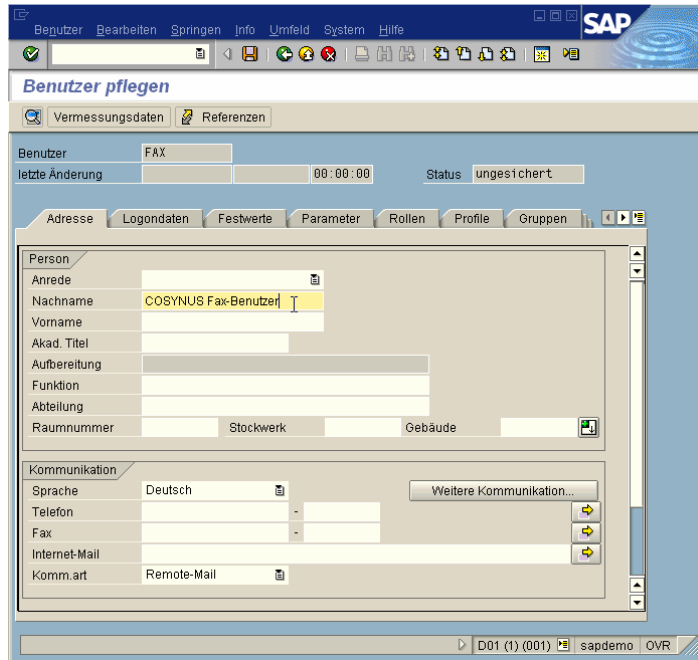 Benutzer Bearbeiten Springen Info Umfeld System Hilfe
SAP
Benutzer pflegen
Vermessungsdaten Referenzen
Benutzer FAX
letzte Änderung 00:00:00 Status ungesichert
Adresse Logondaten Festwerte Parameter Rollen Profile Gruppen
Person
Anrede
Nachname COSYNUS Fax-Benutzer
Vorname
Akad. Titel
Aufbereitung
Funktion
Abteilung
Raumnummer Stockwerk Gebäude
Kommunikation
Sprache Deutsch Weitere Kommunikation...
Telefon -
Fax -
Internet-Mail
Komm.art Remote-Mail
D01 (1) (001) sapdemo OVR